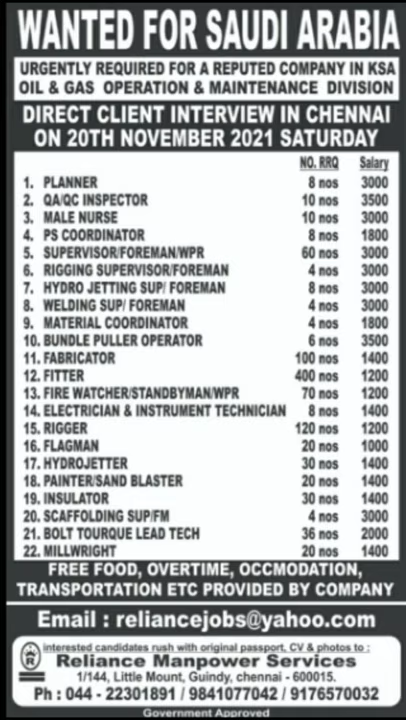 WANTED FOR SAUDI ARABIA
URGENTLY REQUIRED FOR A REPUTED COMPANY IN KSA
OIL & GAS OPERATION & MAINTENANCE DIVISION
DIRECT CLIENT INTERVIEW IN CHENNAI
ON 20TH NOVEMBER 2021 SATURDAY
NO. RRQ Salary
1. PLANNER 8 nos 3000
2. QA/QC INSPECTOR 10 nos 3500
3. MALE NURSE 10 nos 3000
4. PS COORDINATOR 8 nos 1800
5. SUPERVISOR/FOREMAN/WPR 60 nos 3000
6. RIGGING SUPERVISOR/FOREMAN 4 nos 3000
7. HYDRO JETTING SUP/ FOREMAN 8 nos 3000
8. WELDING SUP/ FOREMAN 4 nos 3000
9. MATERIAL COORDINATOR 4 nos 1800
10. BUNDLE PULLER OPERATOR 6 nos 3500
11. FABRICATOR 100 nos 1400
12. FITTER 400 nos 1200
13. FIRE WATCHER/STANDBYMAN/WPR 70 nos 1200
14. ELECTRICIAN & INSTRUMENT TECHNICIAN 8 nos 1400
15. RIGGER 120 nos 1200
16. FLAGMAN 20 nos 1000
17. HYDROJETTER 30 nos 1400
18. PAINTER/SAND BLASTER 20 nos 1400
19. INSULATOR 30 nos 1400
20. SCAFFOLDING SUP/FM 4 nos 3000
21. BOLT TOURQUE LEAD TECH 36 nos 2000
22. MILLWRIGHT 20 nos 1400
FREE FOOD, OVERTIME, OCCMODATION,
TRANSPORTATION ETC PROVIDED BY COMPANY
Email : reliancejobs@yahoo.com
interested candidates rush with original passport, CV & photos to :
R
Reliance Manpower Services
1/144, Little Mount, Guindy, chennai - 600015.
Ph : 044 - 22301891 / 9841077042 / 9176570032
Government Approved